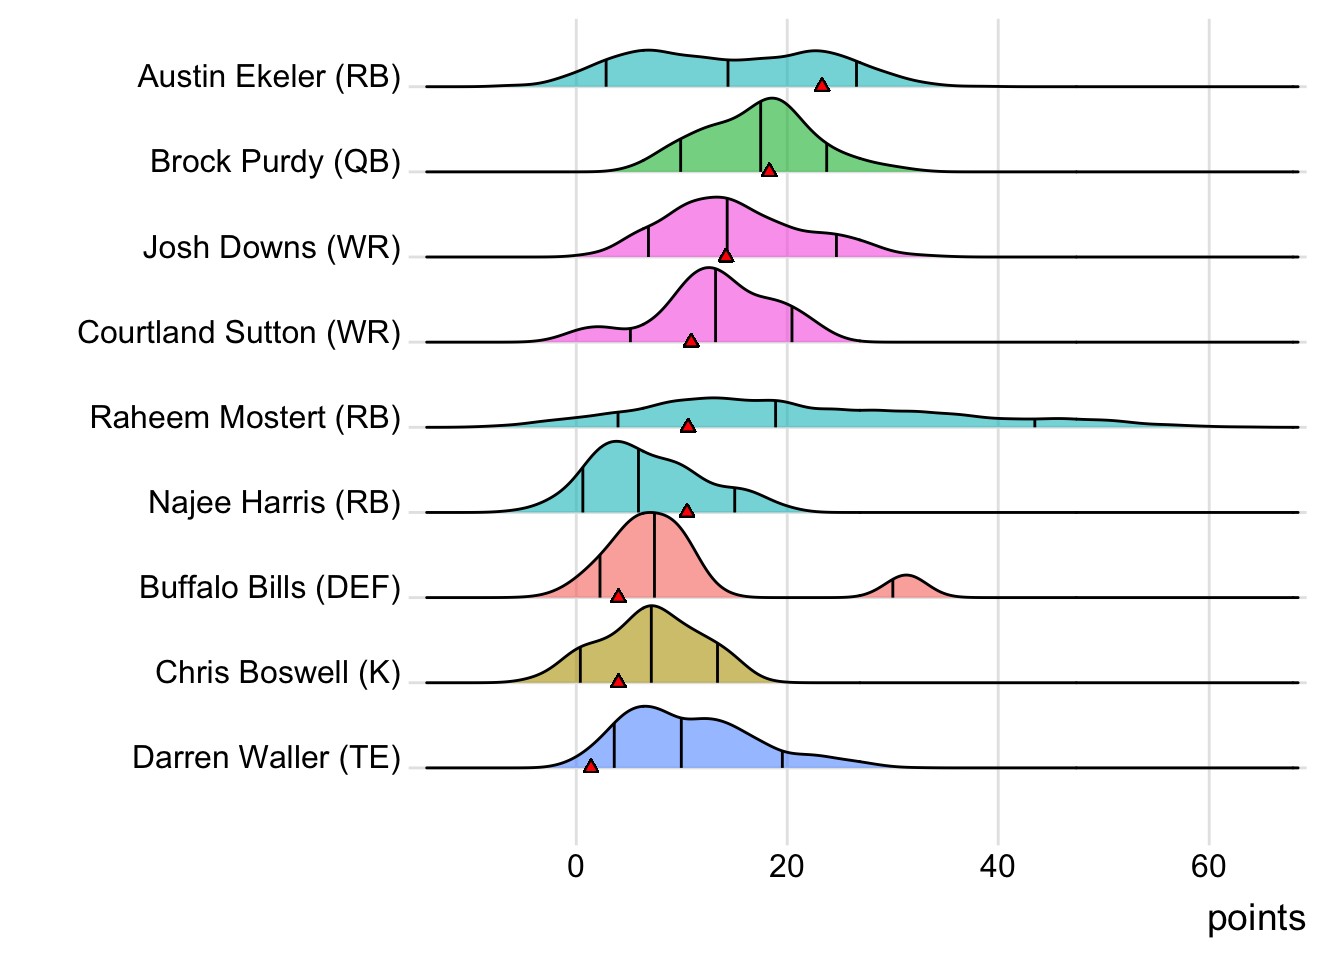 Austin Ekeler (RB)
Brock Purdy (QB)
Josh Downs (WR)
Courtland Sutton (WR)
Raheem Mostert (RB)
Najee Harris (RB)
Buffalo Bills (DEF)
Chris Boswell (K)
Darren Waller (TE)
0 20 40 60
points